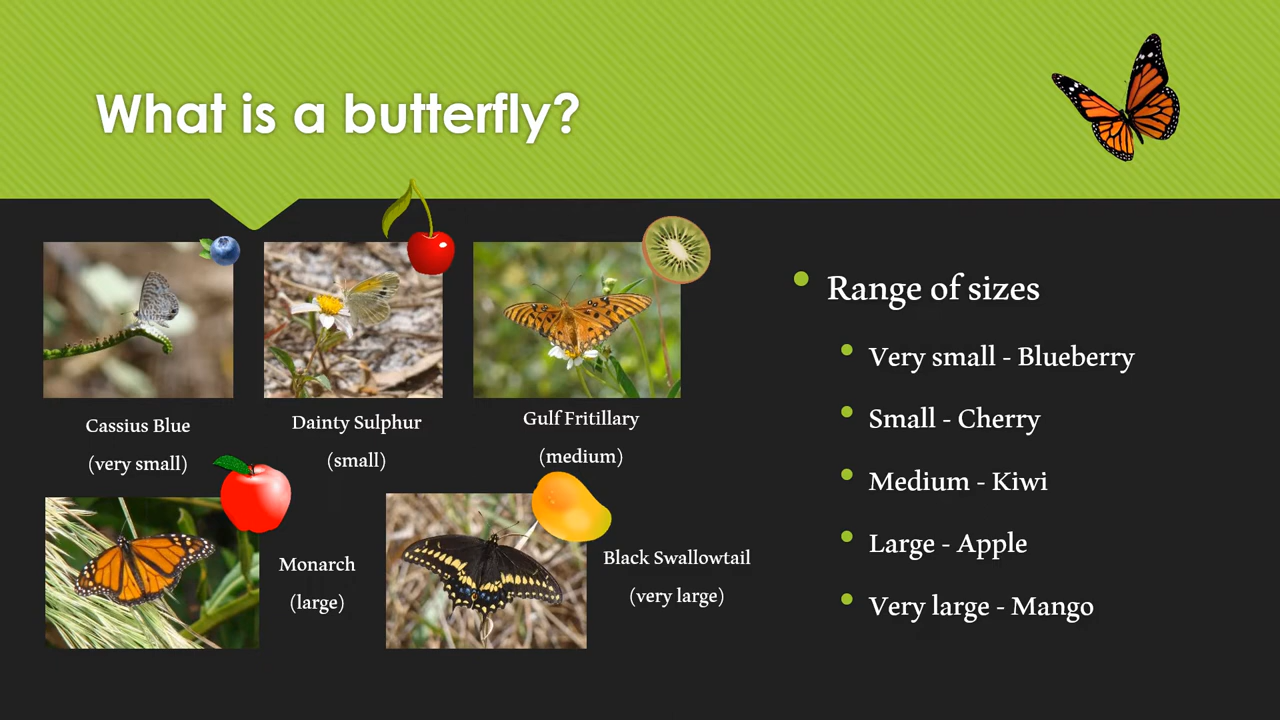 What is a butterfly?
Cassius Blue
(very small)
Dainty Sulphur
(small)
Gulf Fritillary
(medium)
Monarch
(large)
Black Swallowtail
(very large)
Range of sizes
Very small - Blueberry
Small - Cherry
Medium - Kiwi
Large - Apple
Very large - Mango